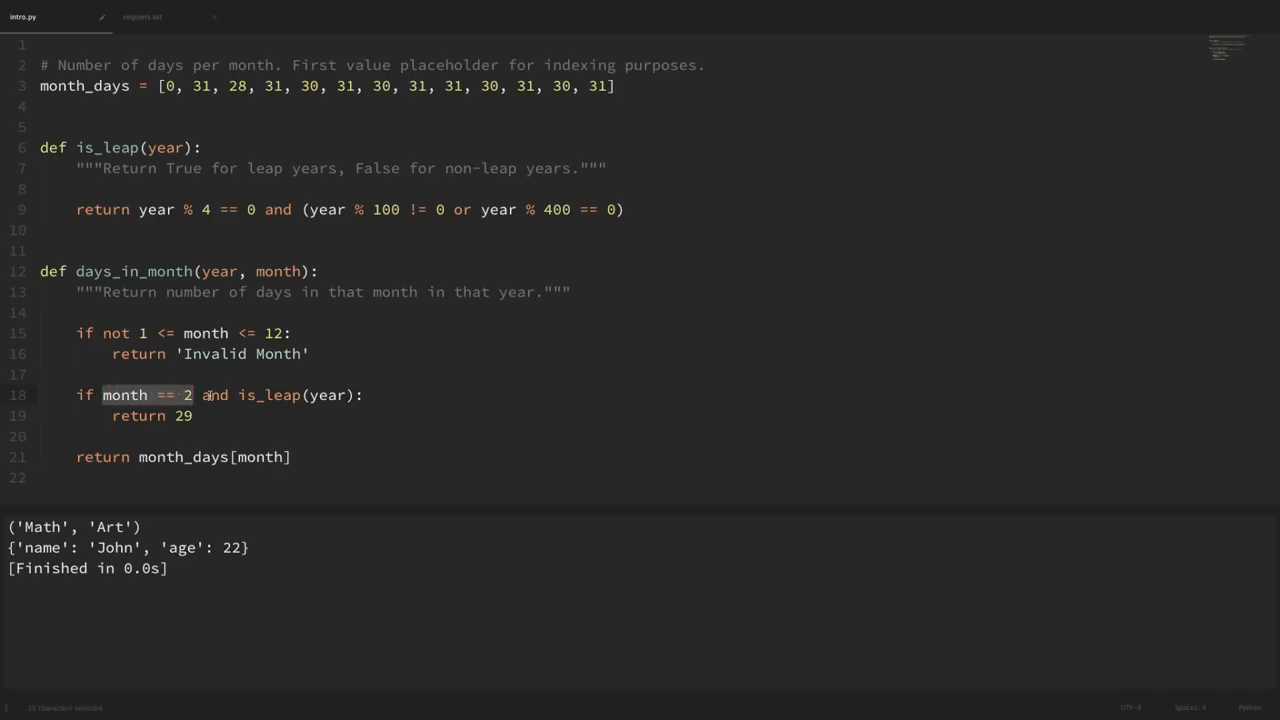 intro.py
snippets.txt
1
2 # Number of days per month. First value placeholder for indexing purposes.
3 month_days = [0, 31, 28, 31, 30, 31, 30, 31, 31, 30, 31, 30, 31]
4
5
6 def is_leap(year):
7     """Return True for leap years, False for non-leap years."""
8
9     return year % 4 == 0 and (year % 100 != 0 or year % 400 == 0)
10
11
12 def days_in_month(year, month):
13     """Return number of days in that month in that year."""
14
15     if not 1 <= month <= 12:
16         return 'Invalid Month'
17
18     if month == 2 and is_leap(year):
19         return 29
20
21     return month_days[month]
22
('Math', 'Art')
{'name': 'John', 'age': 22}
[Finished in 0.0s]
10 characters selected
UTF-8
Spaces: 4
Python